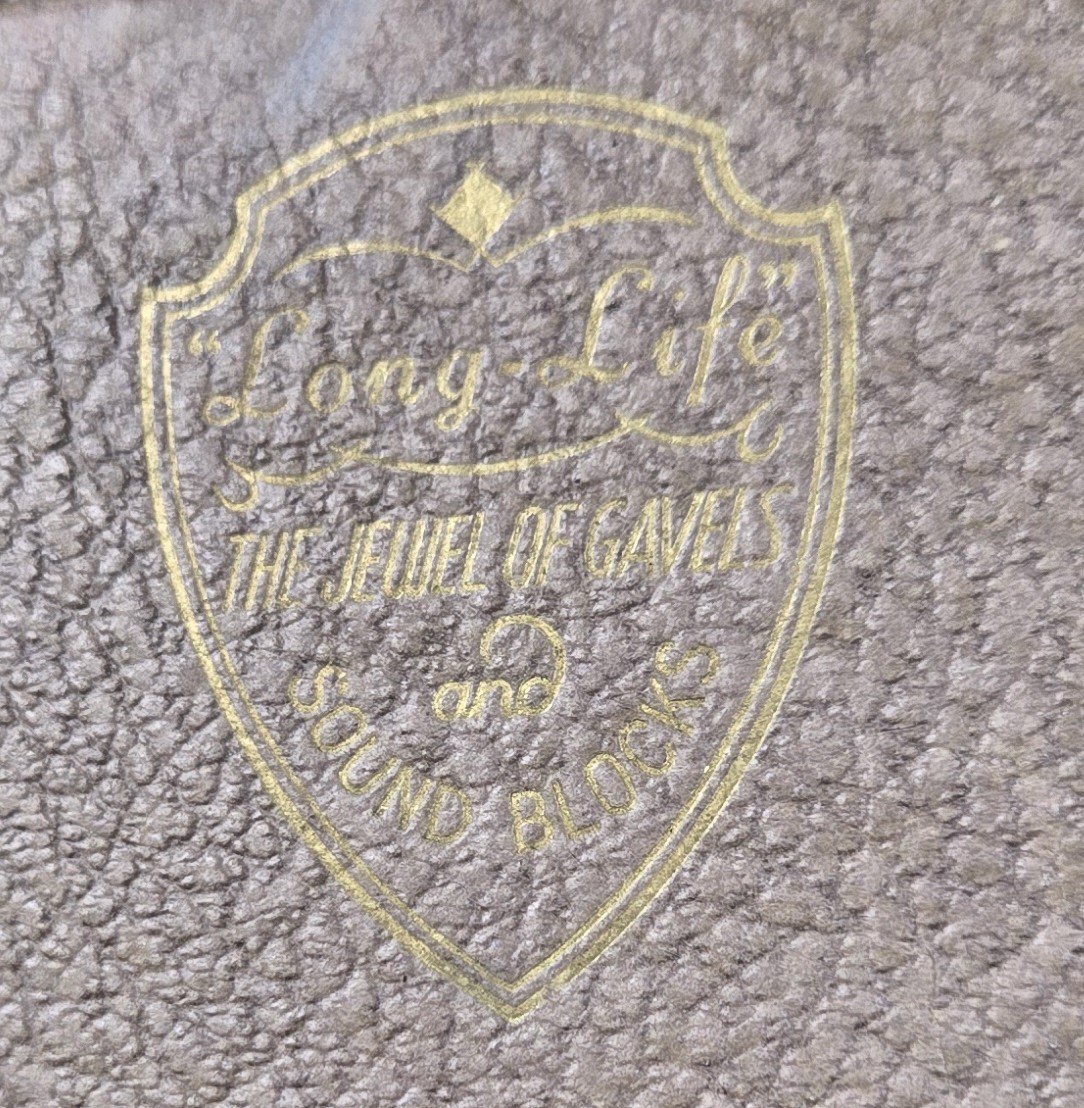 "Long-Life"
THE JEWEL OF GAVELS
and
SOUND BLOCKS